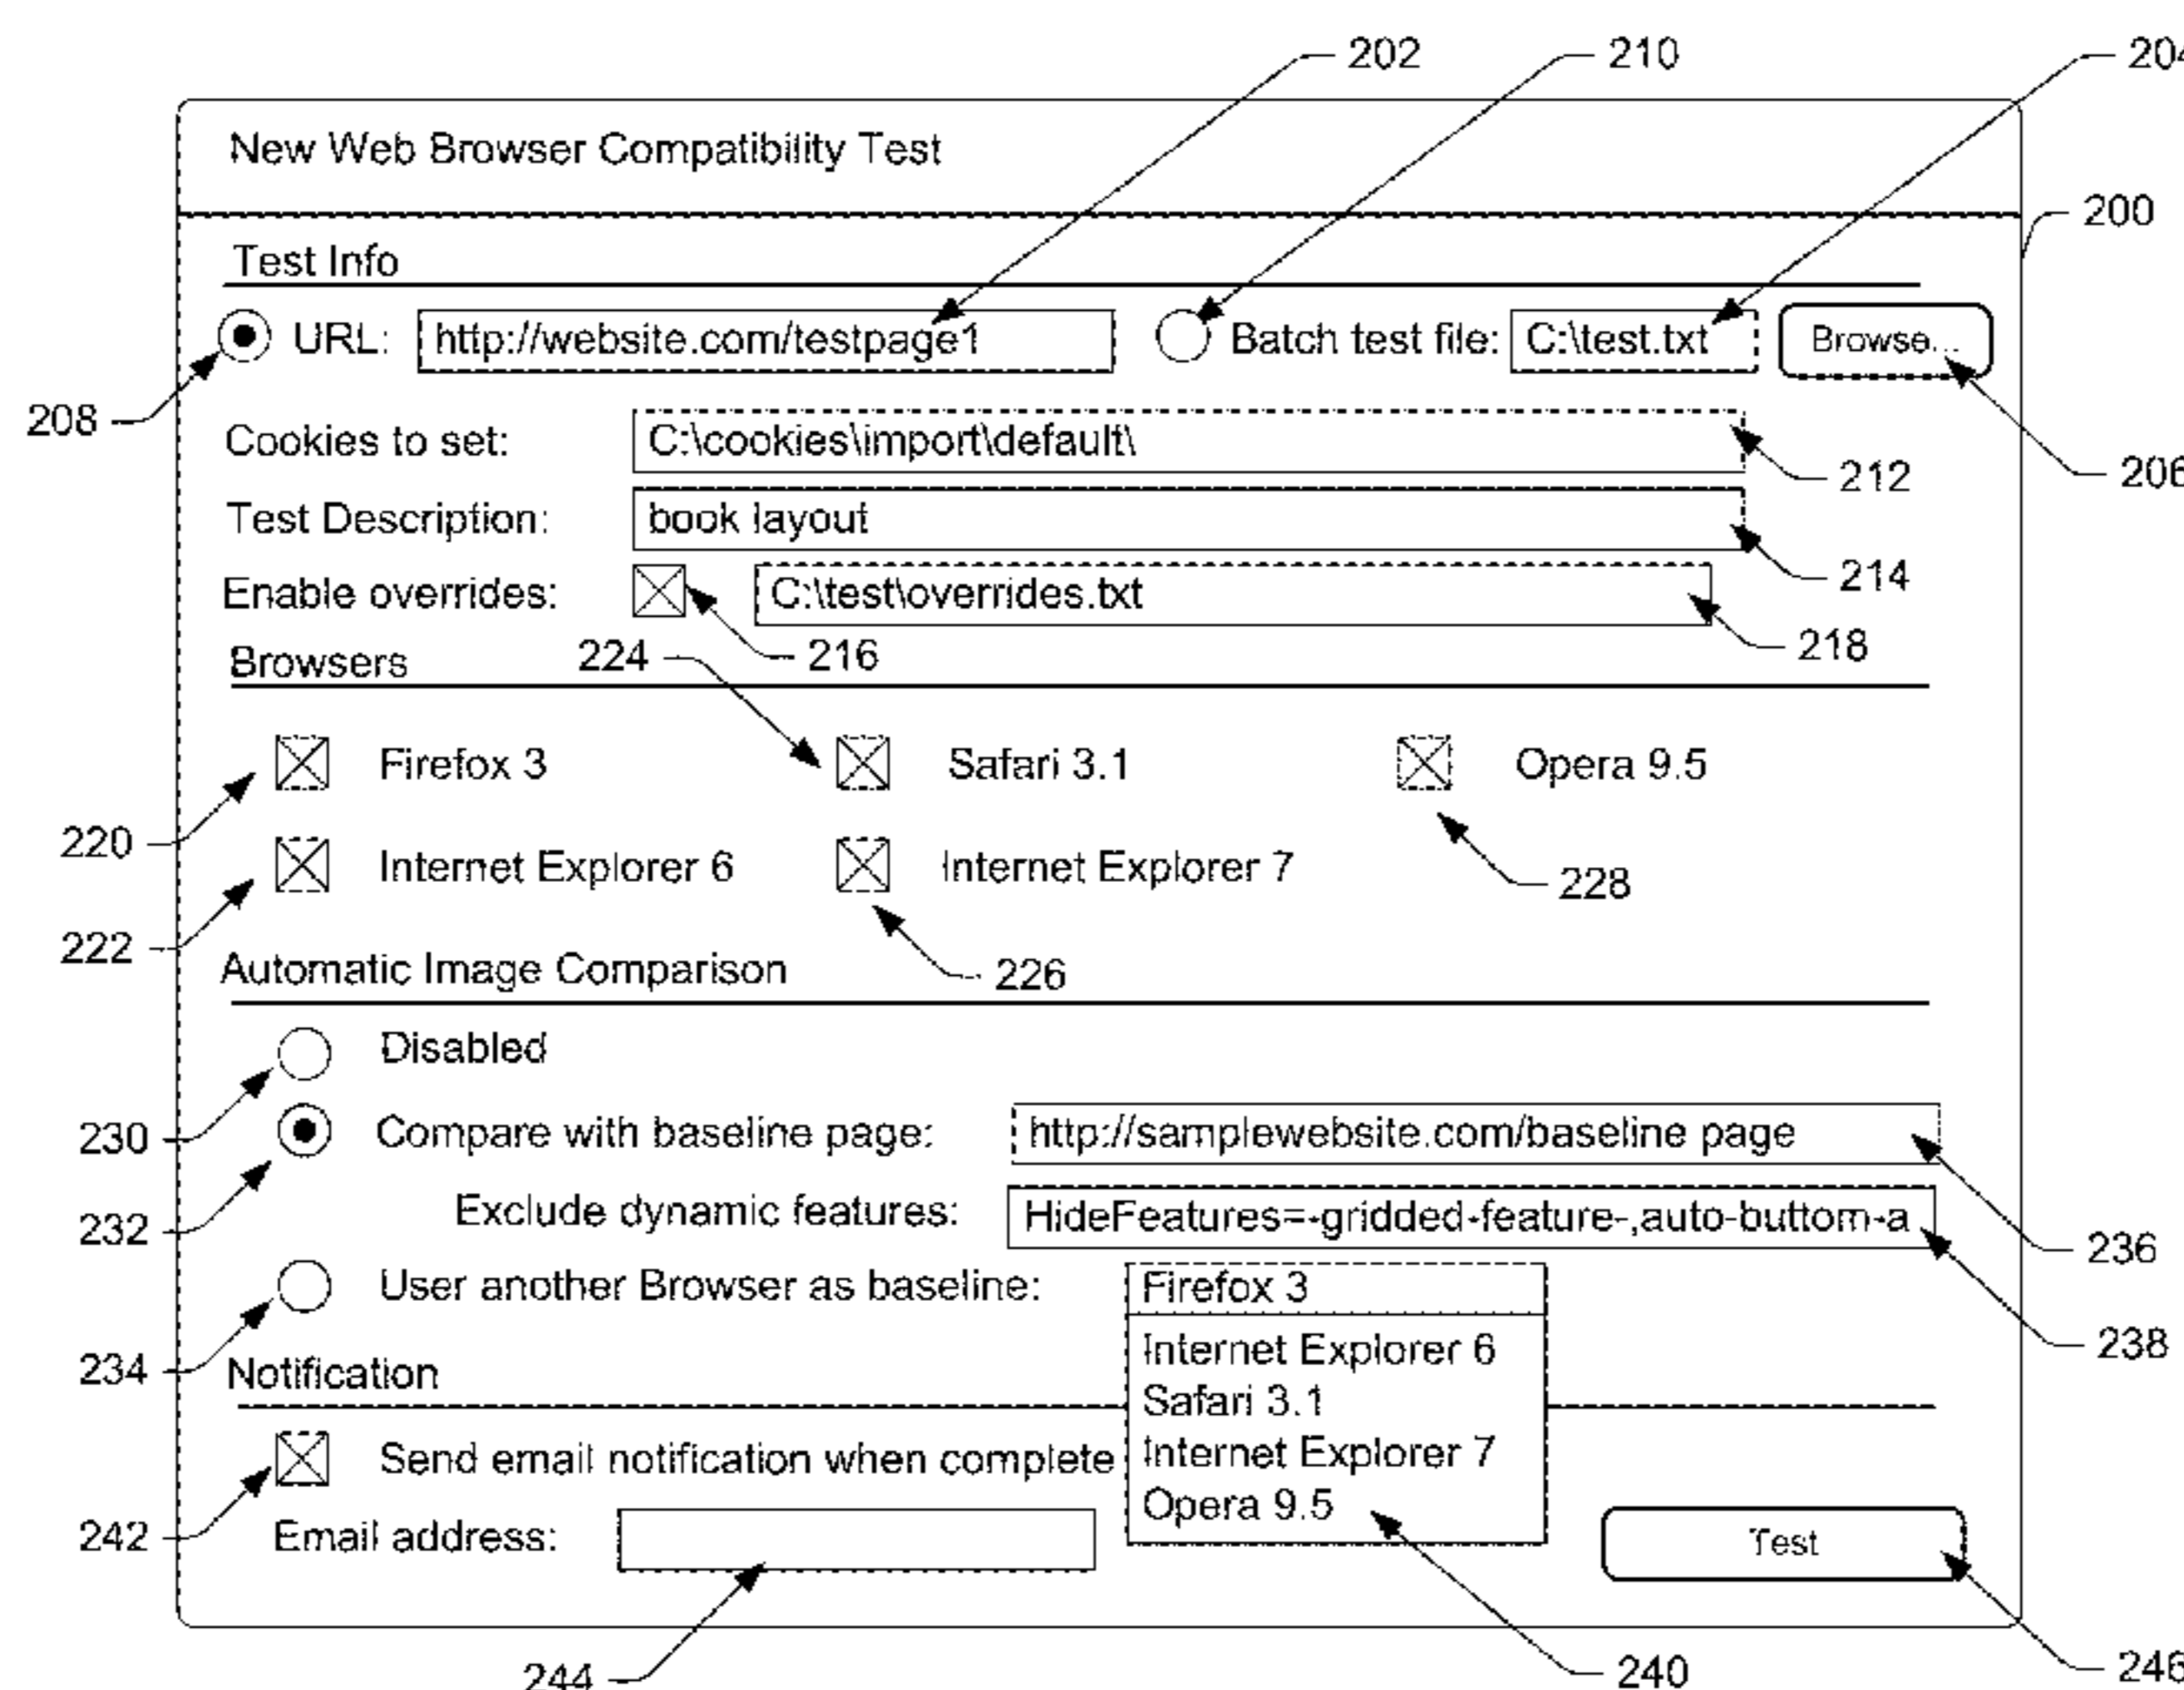 202 210 204
New Web Browser Compatibility Test
200
Test Info
URL: http://website.com/testpage1 Batch test file: C:\test.txt Browse...
208
Cookies to set: C:\cookies\import\default\
212 206
Test Description: book layout
214
Enable overrides: C:\test\overrides.txt
224 216 218
Browsers
Firefox 3 Safari 3.1 Opera 9.5
220
Internet Explorer 6 Internet Explorer 7
228
222 226
Automatic Image Comparison
Disabled
230
Compare with baseline page: http://samplewebsite.com/baseline page
232
Exclude dynamic features: HideFeatures=-gridded-feature-,auto-buttom-a
236
User another Browser as baseline: Firefox 3
Internet Explorer 6
238
234
Notification
Safari 3.1
Send email notification when complete Internet Explorer 7
Opera 9.5
242
Email address: Test
244 240 246